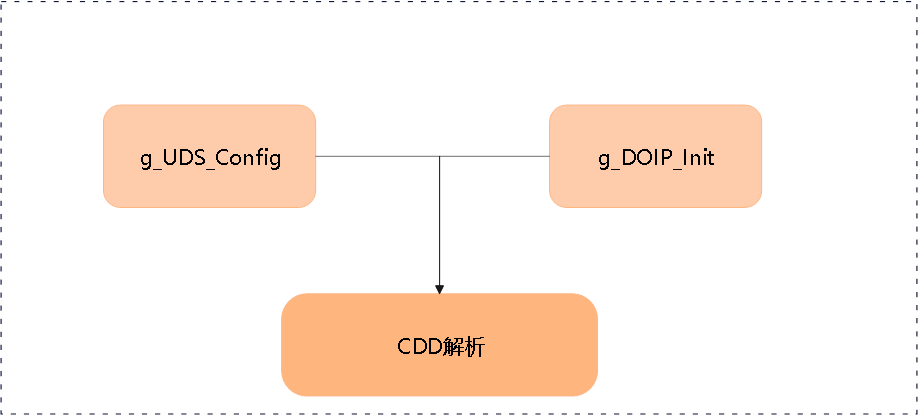 g_UDS_Config
g_DOIP_Init
CDD解析